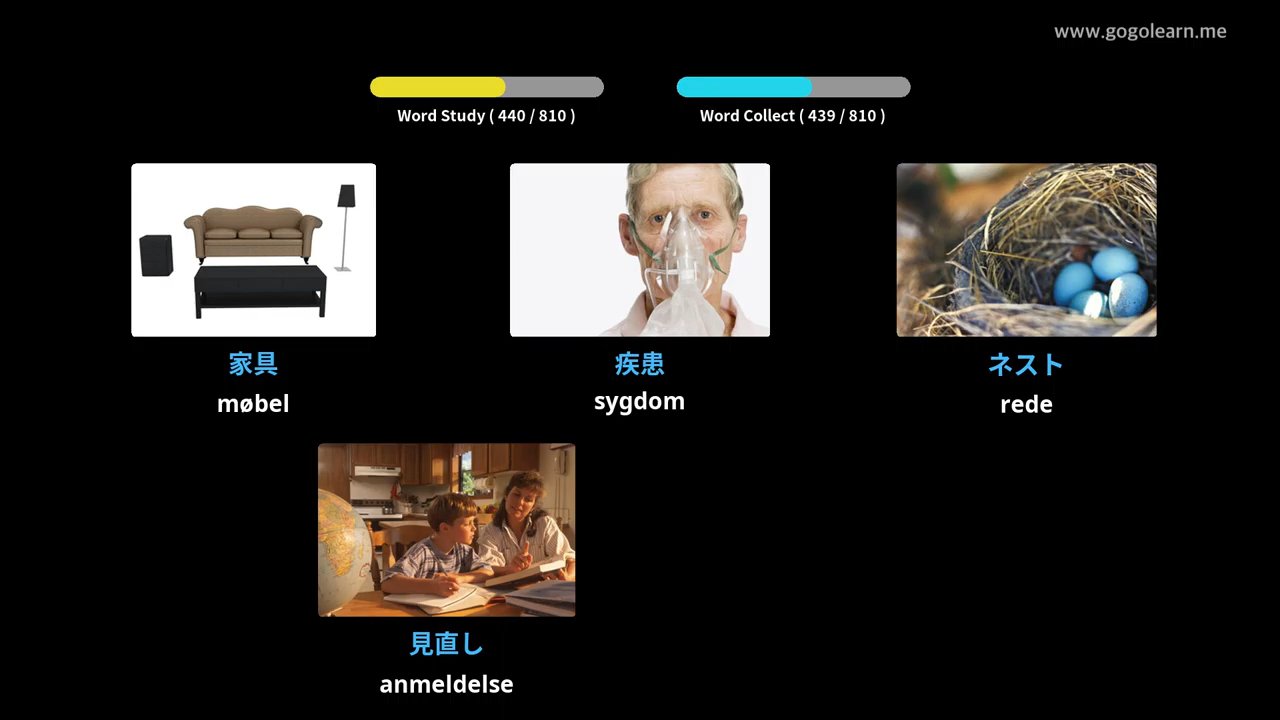 www.gogolearn.me
Word Study ( 440 / 810 )
Word Collect ( 439 / 810 )
家具
møbel
疾患
sygdom
ネスト
rede
見直し
anmeldelse